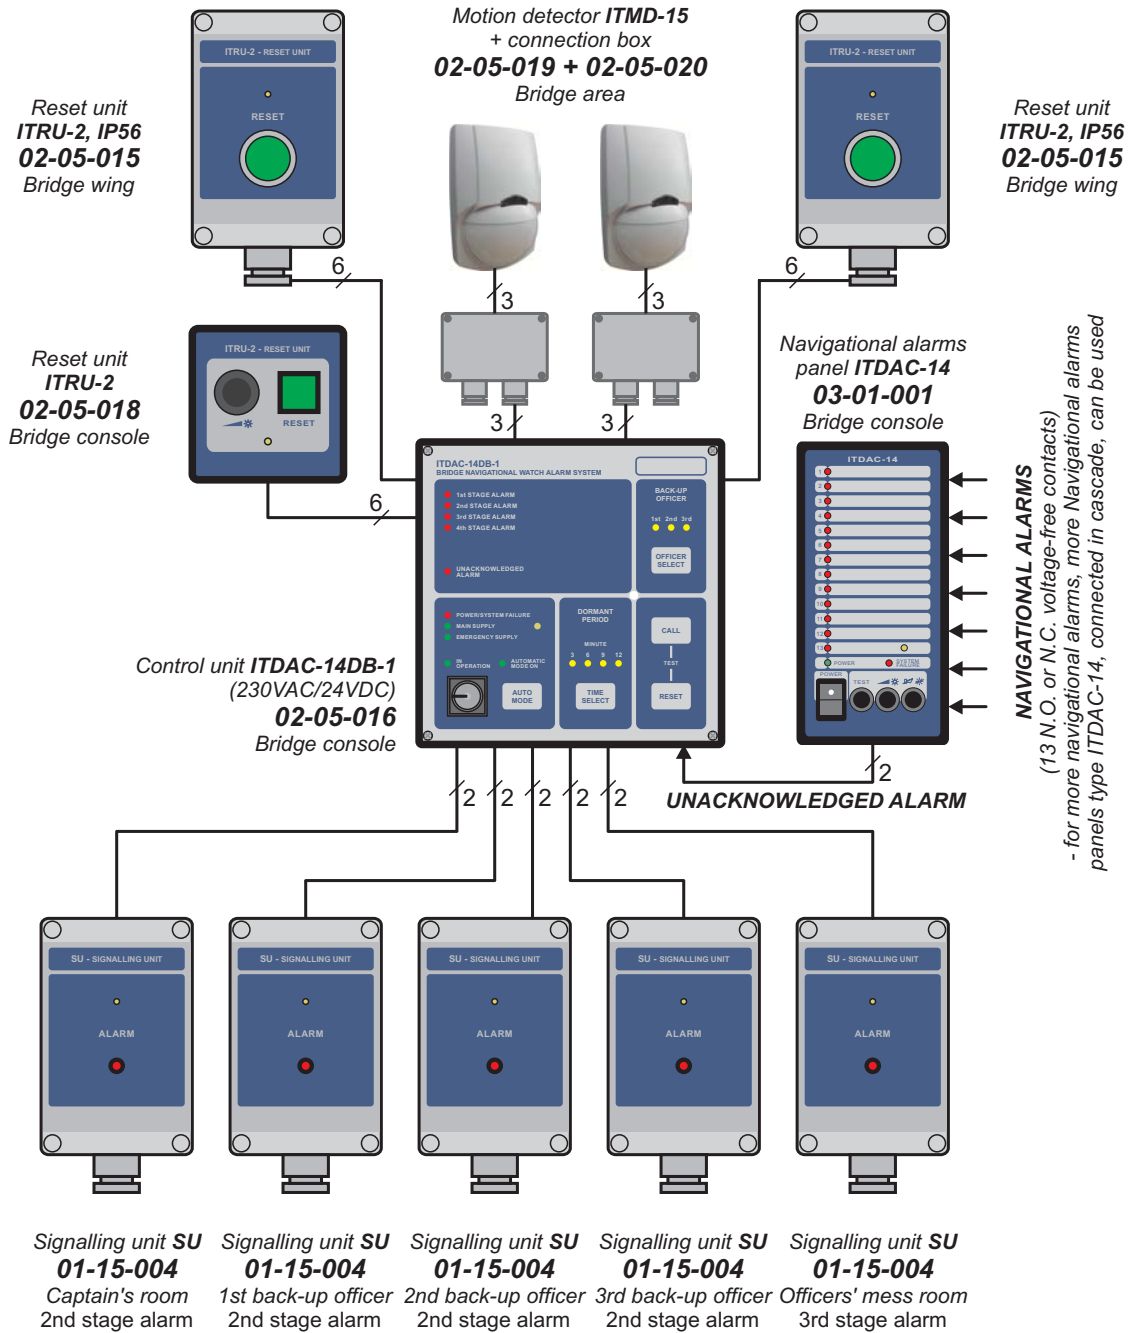 ITRU-2 - RESET UNIT
RESET
Reset unit
ITRU-2, IP56
02-05-015
Bridge wing
6
Motion detector ITMD-15
+ connection box
02-05-019 + 02-05-020
Bridge area
3
3
3
3
ITRU-2 - RESET UNIT
RESET
Reset unit
ITRU-2, IP56
02-05-015
Bridge wing
6
Reset unit
ITRU-2
02-05-018
Bridge console
ITRU-2 - RESET UNIT
RESET
6
Navigational alarms
panel ITDAC-14
03-01-001
Bridge console
ITDAC-14
1
2
3
4
5
6
7
8
9
10
11
12
13
POWER
SYSTEM
FAILURE
POWER
TEST
NAVIGATIONAL ALARMS
(13 N.O. or N.C. voltage-free contacts)
- for more navigational alarms, more Navigational alarms
panels type ITDAC-14, connected in cascade, can be used
ITDAC-14DB-1
BRIDGE NAVIGATIONAL WATCH ALARM SYSTEM
1st STAGE ALARM
2nd STAGE ALARM
3rd STAGE ALARM
4th STAGE ALARM
UNACKNOWLEDGED
ALARM
BACK-UP
OFFICER
1st 2nd 3rd
OFFICER
SELECT
POWER/SYSTEM FAILURE
MAIN SUPPLY
EMERGENCY SUPPLY
IN
OPERATION
AUTOMATIC
MODE ON
AUTO
MODE
DORMANT
PERIOD
MINUTE
3 6 9 12
TIME
SELECT
CALL
TEST
RESET
Control unit ITDAC-14DB-1
(230VAC/24VDC)
02-05-016
Bridge console
2
UNACKNOWLEDGED ALARM
2 2 2 2 2
SU - SIGNALLING UNIT
ALARM
SU - SIGNALLING UNIT
ALARM
SU - SIGNALLING UNIT
ALARM
SU - SIGNALLING UNIT
ALARM
SU - SIGNALLING UNIT
ALARM
Signalling unit SU
01-15-004
Captain's room
2nd stage alarm
Signalling unit SU
01-15-004
1st back-up officer
2nd stage alarm
Signalling unit SU
01-15-004
2nd back-up officer
2nd stage alarm
Signalling unit SU
01-15-004
3rd back-up officer
2nd stage alarm
Signalling unit SU
01-15-004
Officers' mess room
3rd stage alarm